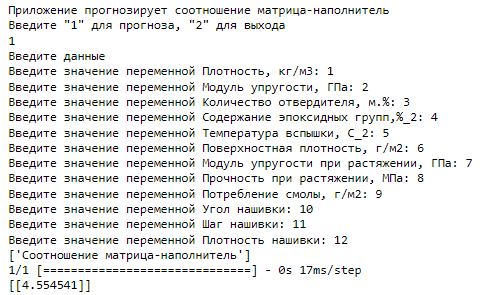 Приложение прогнозирует соотношение матрица-наполнитель
Введите "1" для прогноза, "2" для выхода
1
Введите данные
Введите значение переменной Плотность, кг/м3: 1
Введите значение переменной Модуль упругости, ГПа: 2
Введите значение переменной Количество отвердителя, м.%: 3
Введите значение переменной Содержание эпоксидных групп,%_2: 4
Введите значение переменной Температура вспышки, С_2: 5
Введите значение переменной Поверхностная плотность, г/м2: 6
Введите значение переменной Модуль упругости при растяжении, ГПа: 7
Введите значение переменной Прочность при растяжении, МПа: 8
Введите значение переменной Потребление смолы, г/м2: 9
Введите значение переменной Угол нашивки: 10
Введите значение переменной Шаг нашивки: 11
Введите значение переменной Плотность нашивки: 12
['Соотношение матрица-наполнитель']
1/1 [==============================] - 0s 17ms/step
[[4.554541]]